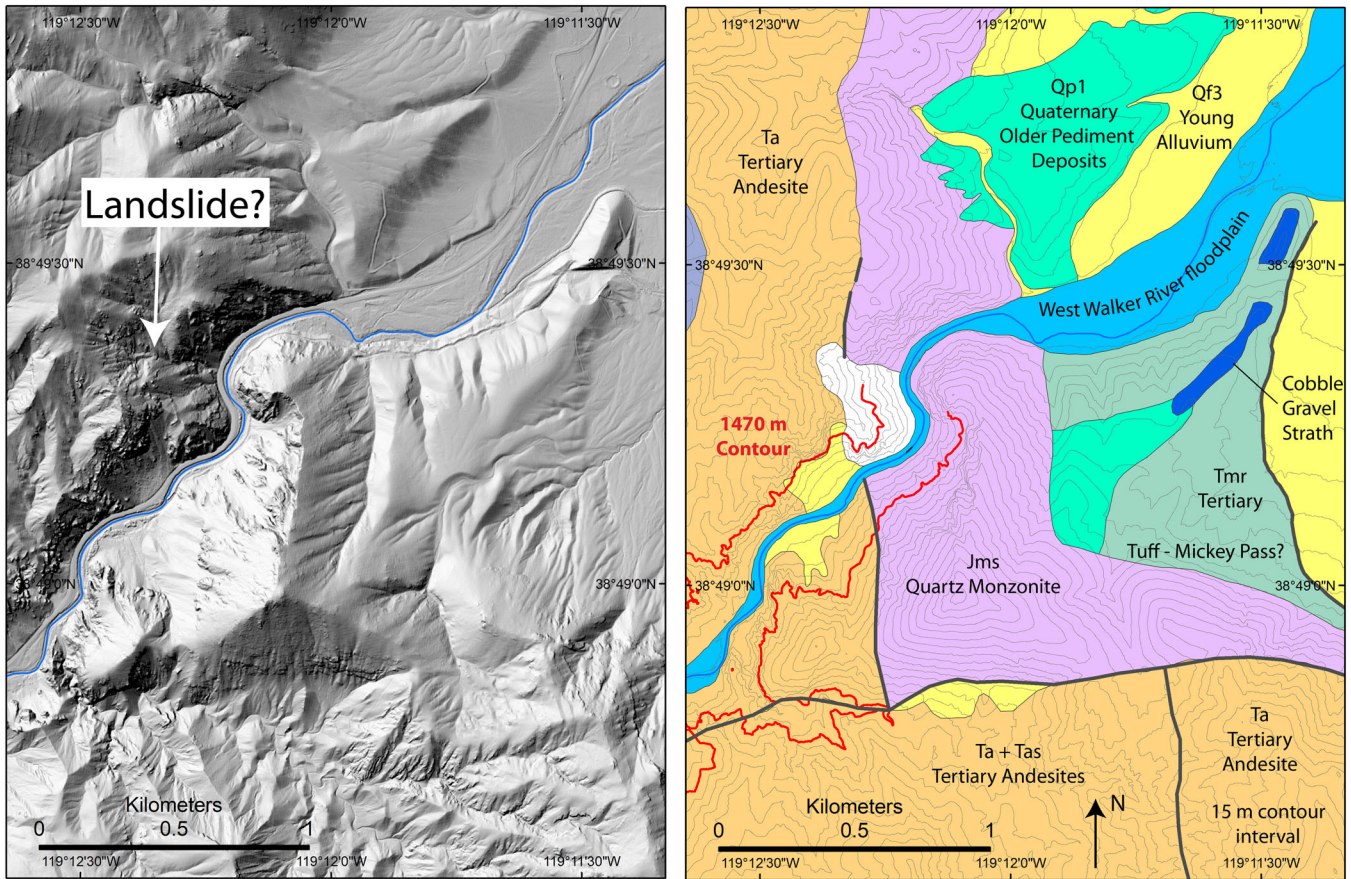 119°12'30"W
119°12'0"W
119°11'30"W
Landslide?
38°49'30"N
38°49'0"N
Kilometers
0
0.5
1
119°12'30"W
119°12'0"W
119°11'30"W
119°12'30"W
119°12'0"W
119°11'30"W
Ta
Tertiary
Andesite
Qp1
Quaternary
Older Pediment
Deposits
Qf3
Young
Alluvium
38°49'30"N
38°49'30"N
West Walker River floodplain
1470 m
Contour
Cobble
Gravel
Strath
Tmr
Tertiary
Tuff - Mickey Pass?
Jms
Quartz Monzonite
38°49'0"N
38°49'0"N
Ta + Tas
Tertiary Andesites
Ta
Tertiary
Andesite
Kilometers
0
0.5
1
N
15 m contour
interval
119°12'30"W
119°12'0"W
119°11'30"W